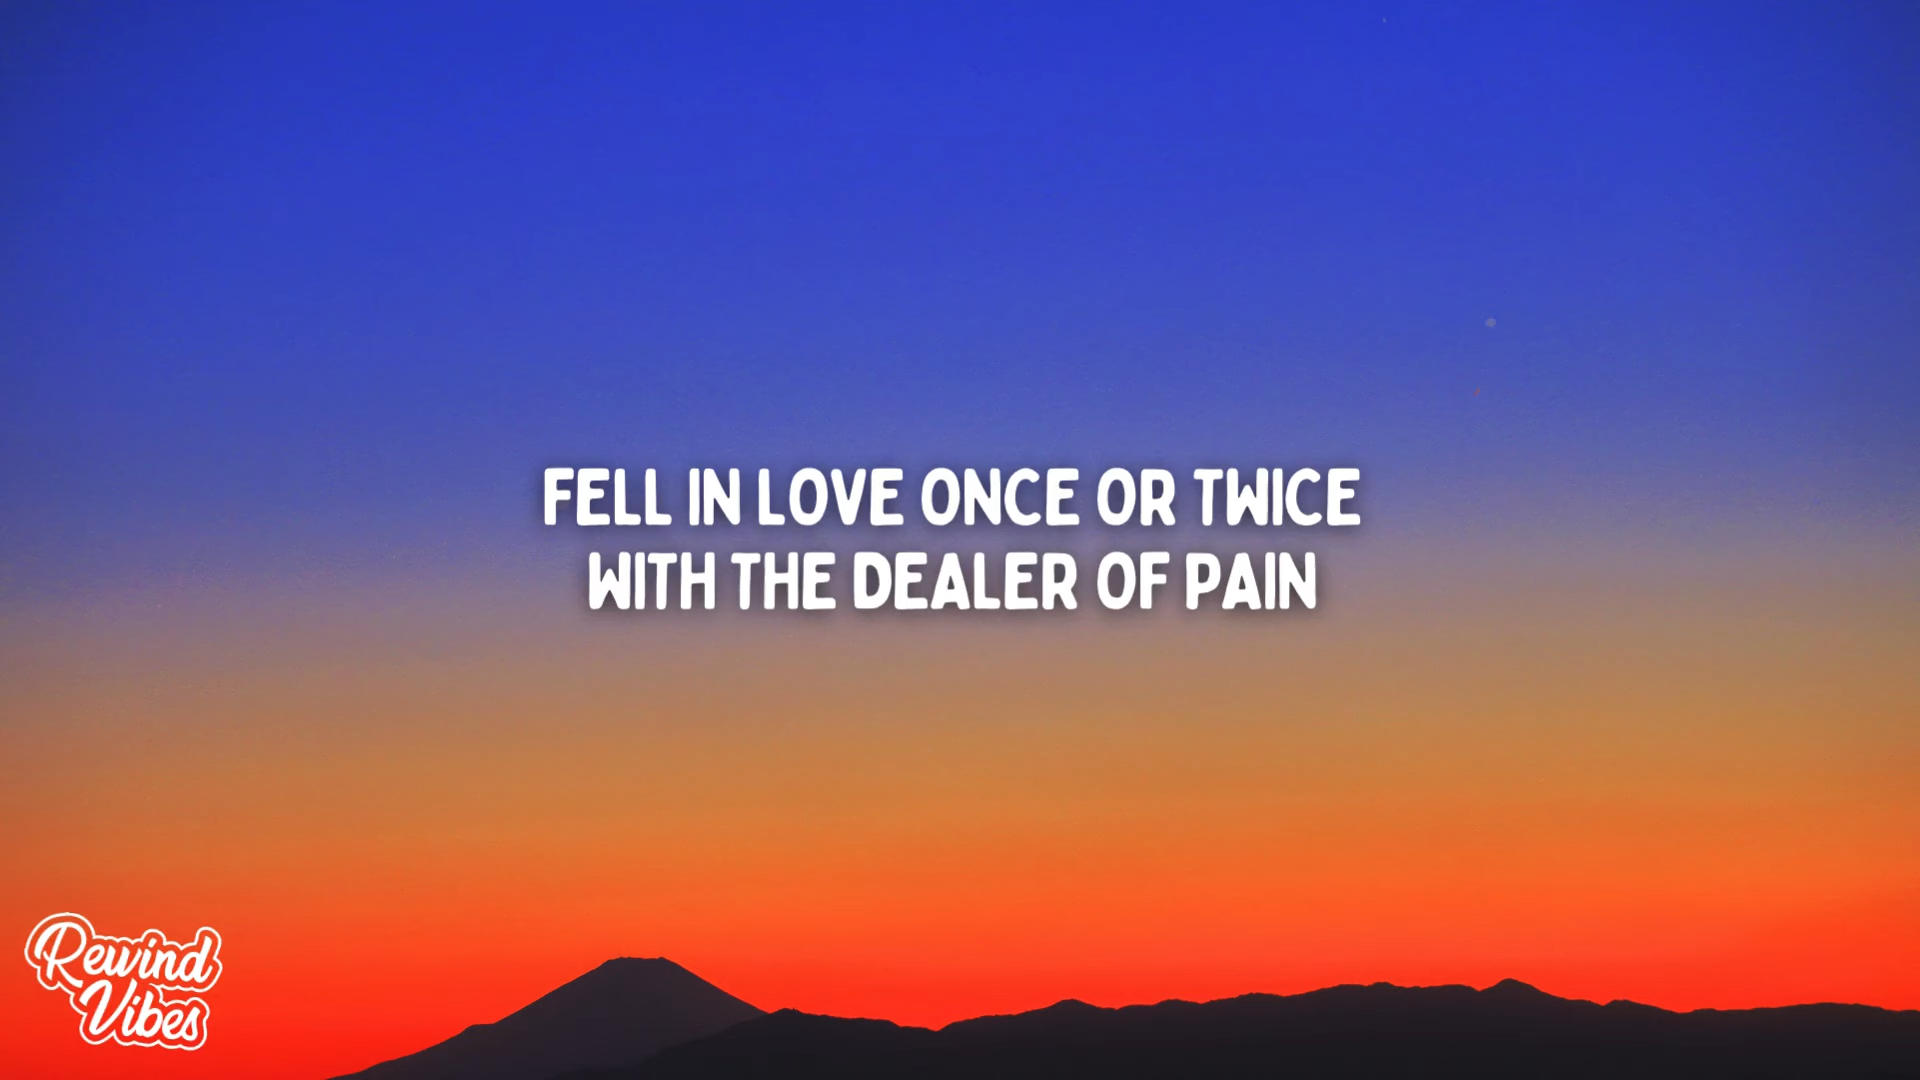 FELL IN LOVE ONCE OR TWICE
WITH THE DEALER OF PAIN
Rewind
Vibes